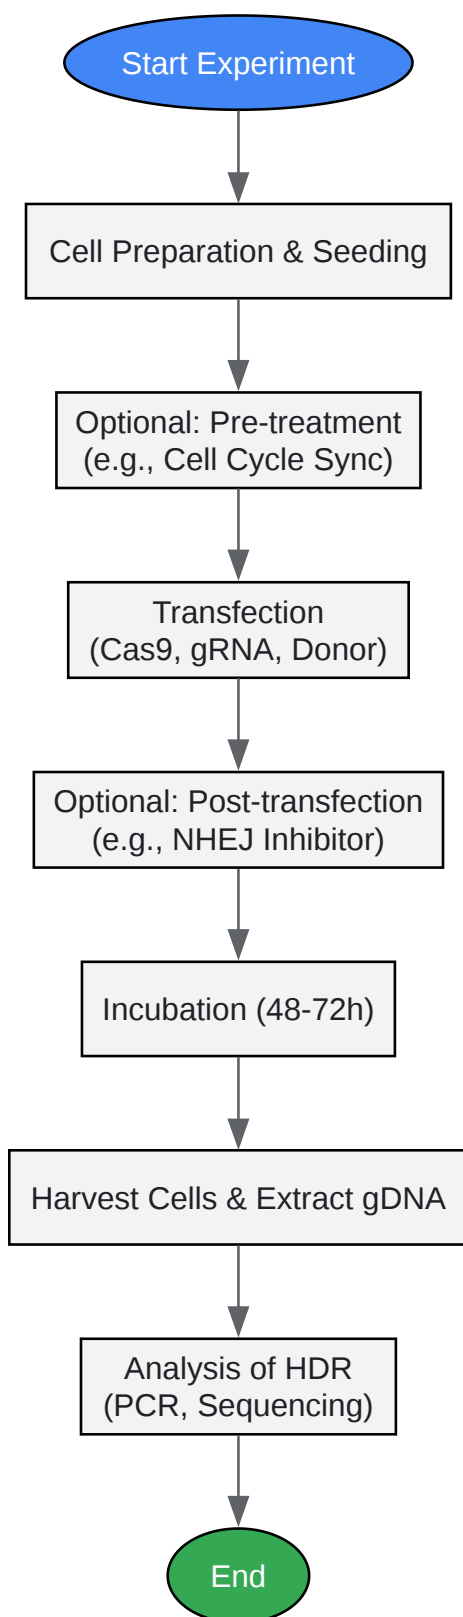 Start Experiment
Cell Preparation & Seeding
Optional: Pre-treatment
(e.g., Cell Cycle Sync)
Transfection
(Cas9, gRNA, Donor)
Optional: Post-transfection
(e.g., NHEJ Inhibitor)
Incubation (48-72h)
Harvest Cells & Extract gDNA
Analysis of HDR
(PCR, Sequencing)
End